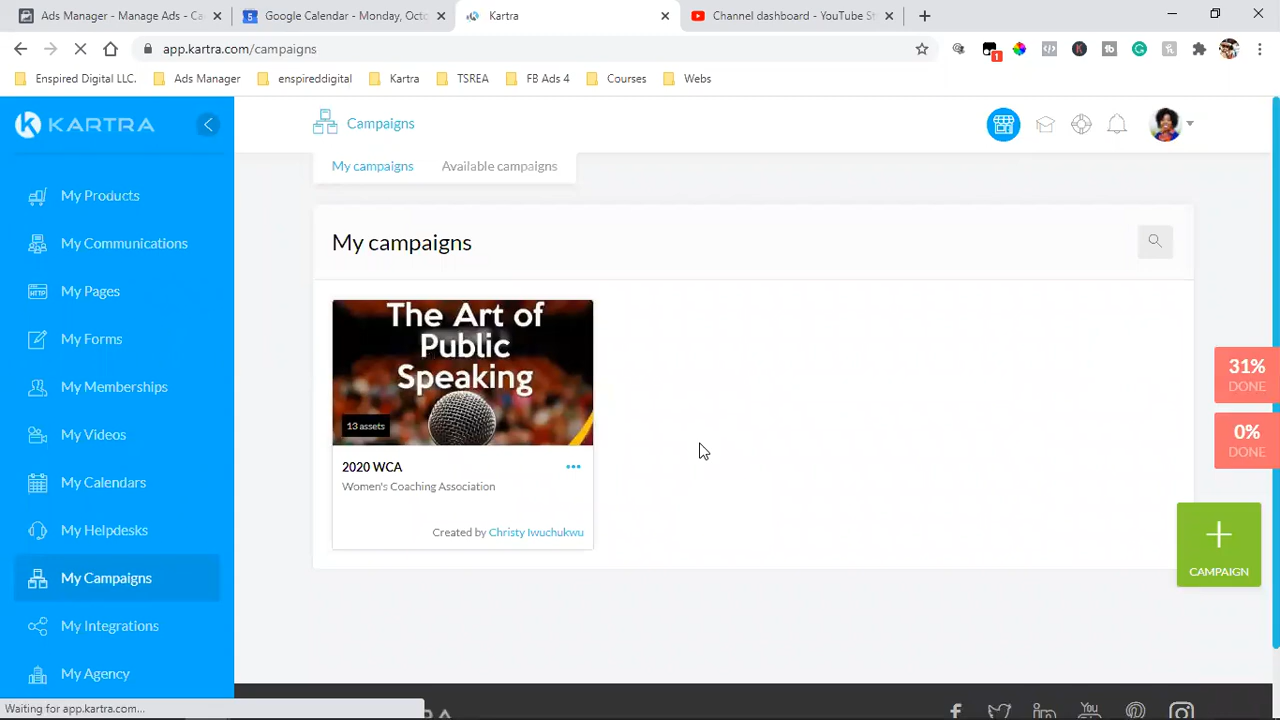 Ads Manager - Manage Ads - Ca
Google Calendar - Monday, Octo
Kartra
Channel dashboard - YouTube St
app.kartra.com/campaigns
1
Enspired Digital LLC.
Ads Manager
enspireddigital
Kartra
TSREA
FB Ads 4
Courses
Webs
KARTRA
Campaigns
My campaigns
Available campaigns
My Products
My Communications
My Pages
My Forms
My Memberships
My Videos
My Calendars
My Helpdesks
My Campaigns
My Integrations
My Agency
My campaigns
The Art of
Public
Speaking
13 assets
2020 WCA
Women's Coaching Association
Created by Christy Iwuchukwu
31%
DONE
0%
DONE
CAMPAIGN
Waiting for app.kartra.com...